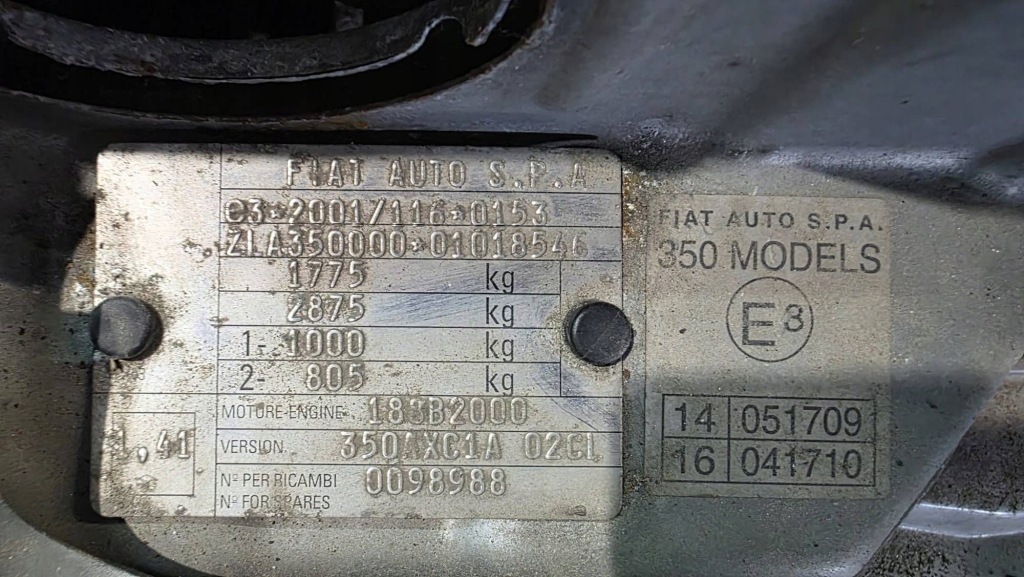 FIAT AUTO S.P.A
e3*2001/116*0153
ZLA350000*01018546
1775 kg
2875 kg
1- 1000 kg
2- 805 kg
MOTORE-ENGINE 188B2000
1,41
VERSION 350AXC1A 02CL
Nº PER RICAMBI
Nº FOR SPARES
0098988
FIAT AUTO S.P.A.
350 MODELS
E3
14 051709
16 041710